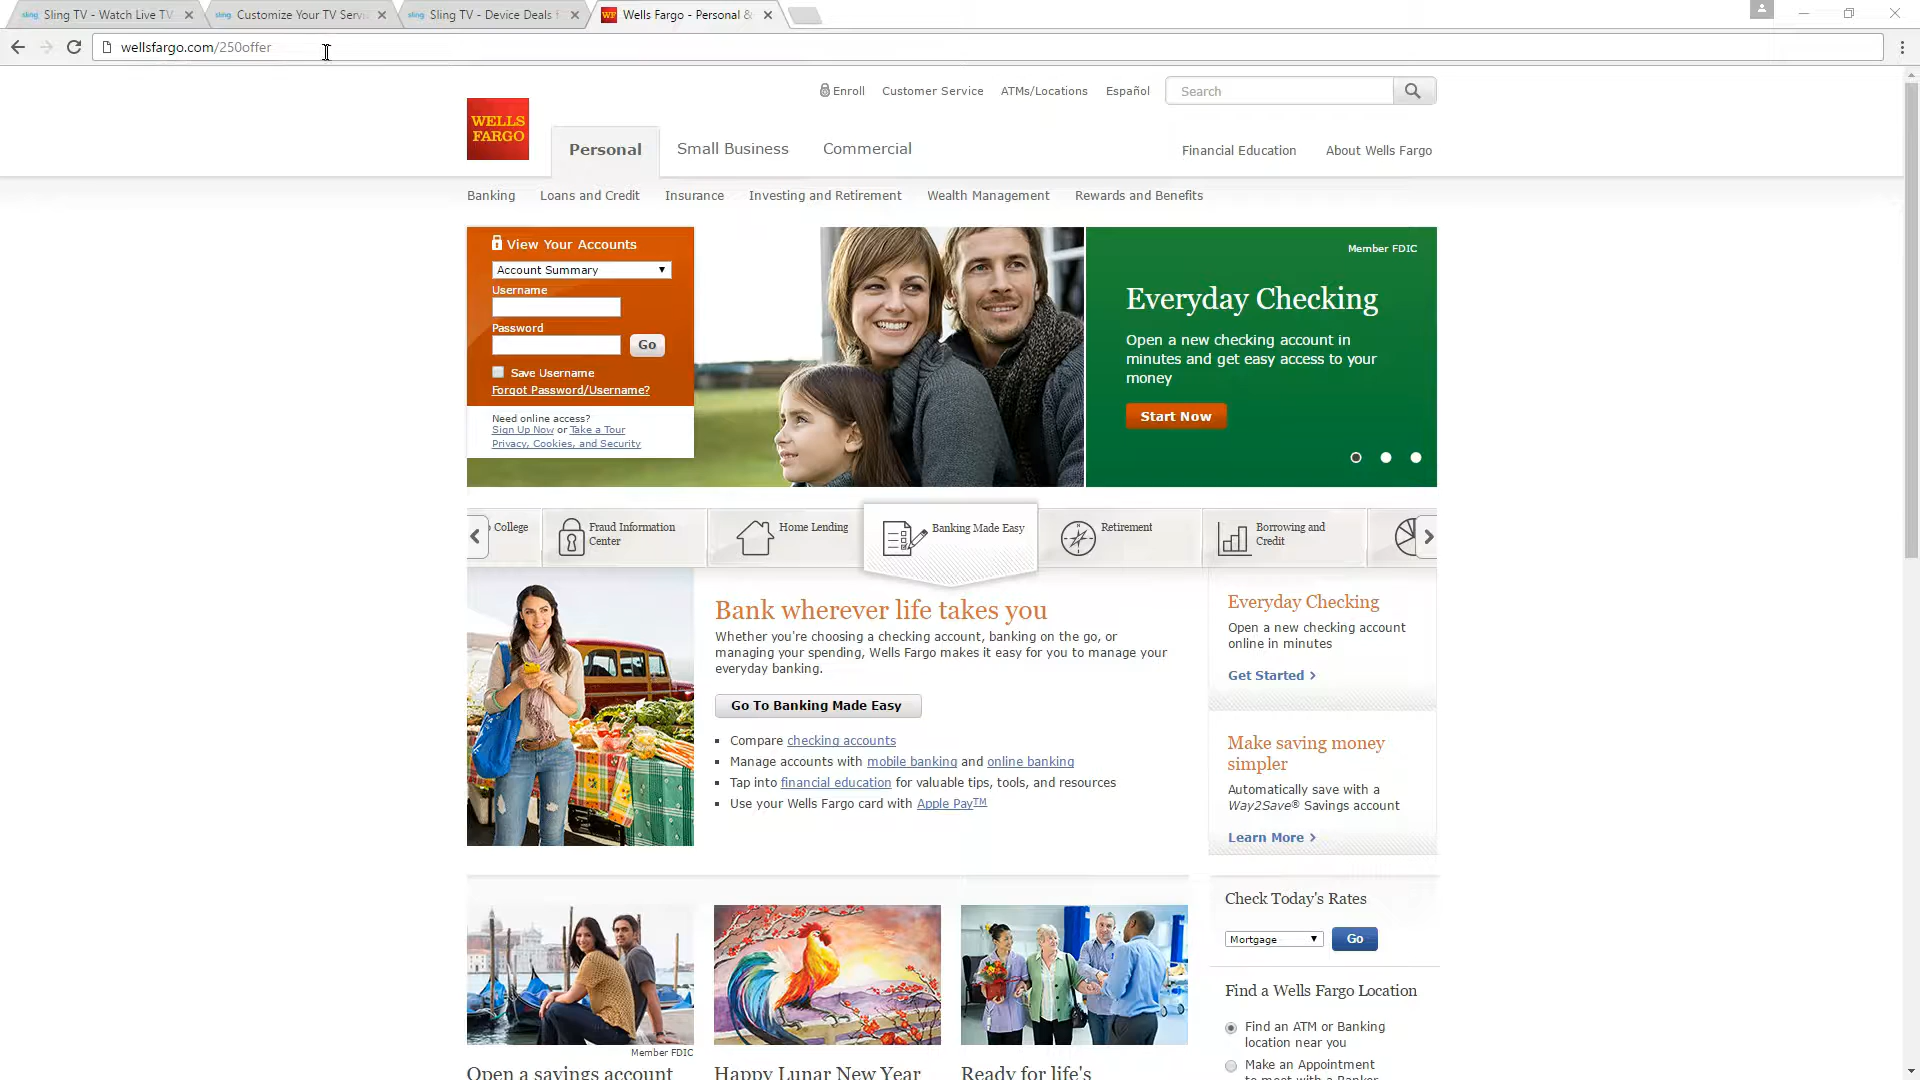 sling Sling TV - Watch Live TV
sling Customize Your TV Servi
sling Sling TV - Device Deals
WF Wells Fargo - Personal &
wellsfargo.com/250offer
Enroll Customer Service ATMs/Locations Español Search
WELLS
FARGO
Personal Small Business Commercial Financial Education About Wells Fargo
Banking Loans and Credit Insurance Investing and Retirement Wealth Management Rewards and Benefits
View Your Accounts
Account Summary
Username
Password
Go
Save Username
Forgot Password/Username?
Need online access?
Sign Up Now or Take a Tour
Privacy, Cookies, and Security
Member FDIC
Everyday Checking
Open a new checking account in
minutes and get easy access to your
money
Start Now
College
Fraud Information
Center
Home Lending
Banking Made Easy
Retirement
Borrowing and
Credit
Bank wherever life takes you
Whether you're choosing a checking account, banking on the go, or
managing your spending, Wells Fargo makes it easy for you to manage your
everyday banking.
Go To Banking Made Easy
▪ Compare checking accounts
▪ Manage accounts with mobile banking and online banking
▪ Tap into financial education for valuable tips, tools, and resources
▪ Use your Wells Fargo card with Apple Pay™
Everyday Checking
Open a new checking account
online in minutes
Get Started
Make saving money
simpler
Automatically save with a
Way2Save® Savings account
Learn More
Member FDIC
Open a savings account
Happy Lunar New Year
Ready for life's
Check Today's Rates
Mortgage Go
Find a Wells Fargo Location
Find an ATM or Banking
location near you
Make an Appointment
to meet with a Banker